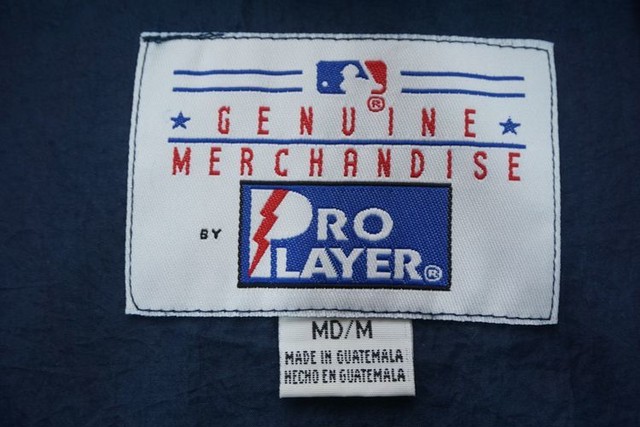 GENUINE
MERCHANDISE
BY PRO
PLAYER®
MD/M
MADE IN GUATEMALA
HECHO EN GUATEMALA